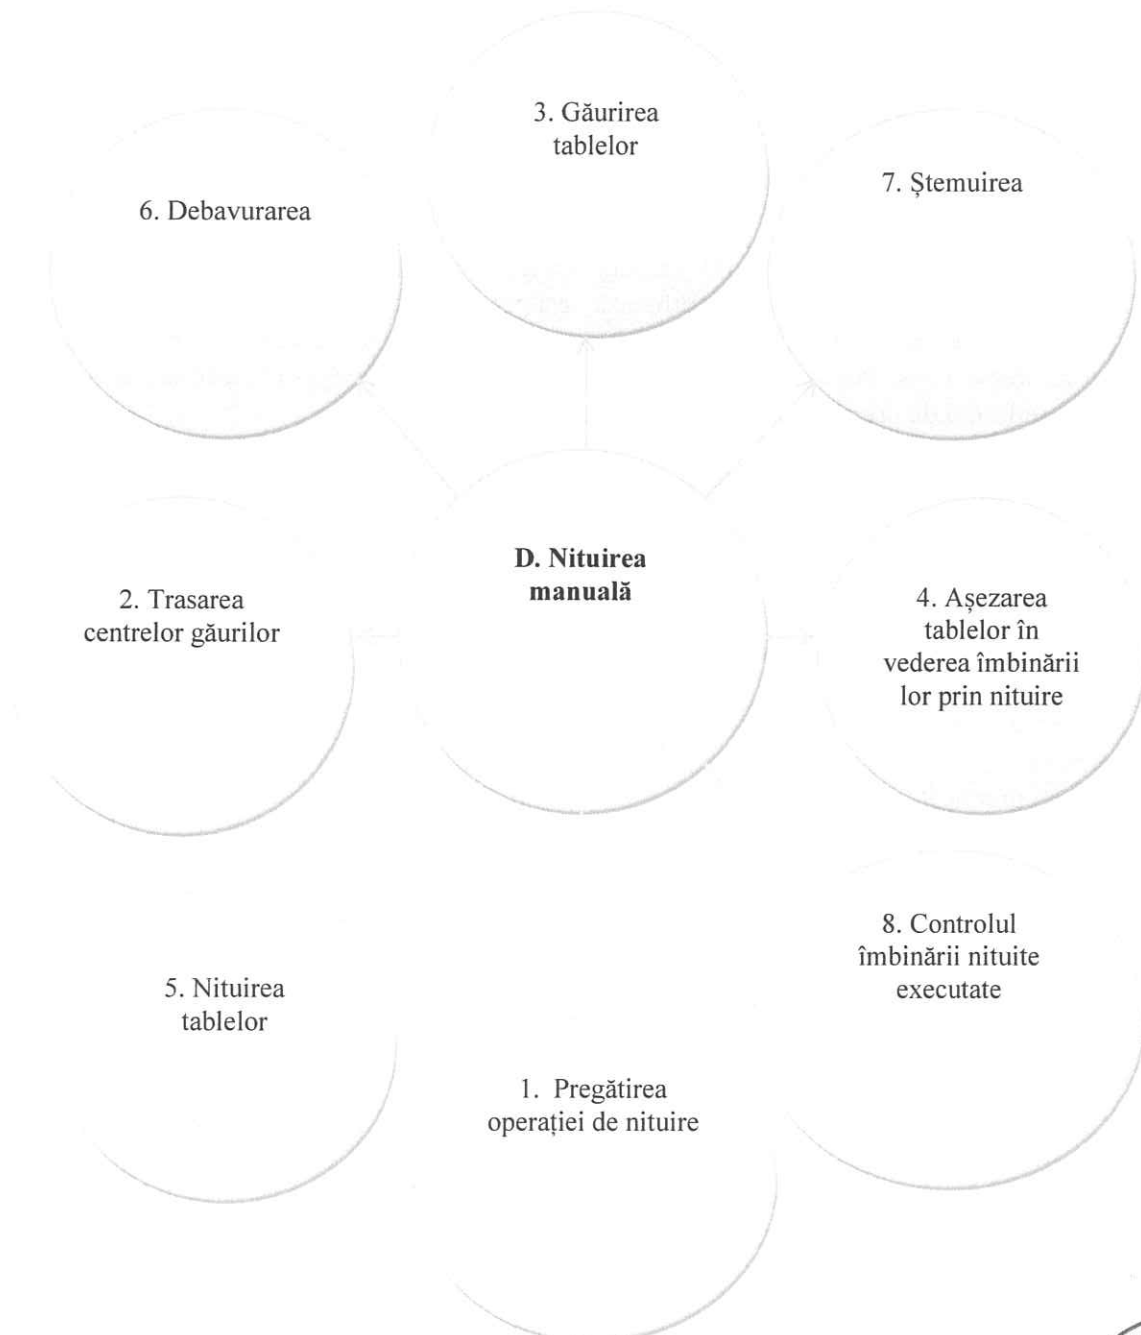 3. Găurirea
tablelor
6. Debavurarea
7. Ștemuirea
D. Nituirea
manuală
2. Trasarea
centrelor găurilor
4. Așezarea
tablelor în
vederea îmbinării
lor prin nituire
8. Controlul
îmbinării nituite
executate
5. Nituirea
tablelor
1. Pregătirea
operației de nituire